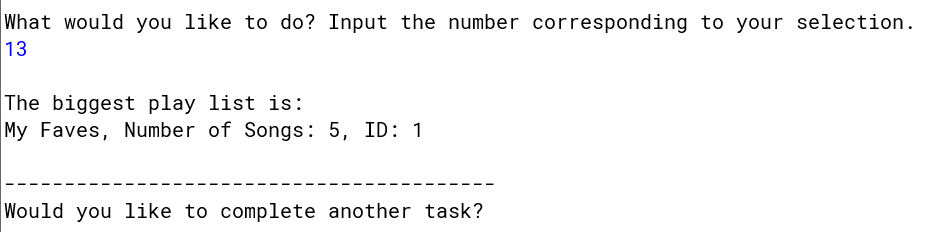 What would you like to do? Input the number corresponding to your selection.
13
The biggest play list is:
My Faves, Number of Songs: 5, ID: 1
-----------------------------------------
Would you like to complete another task?